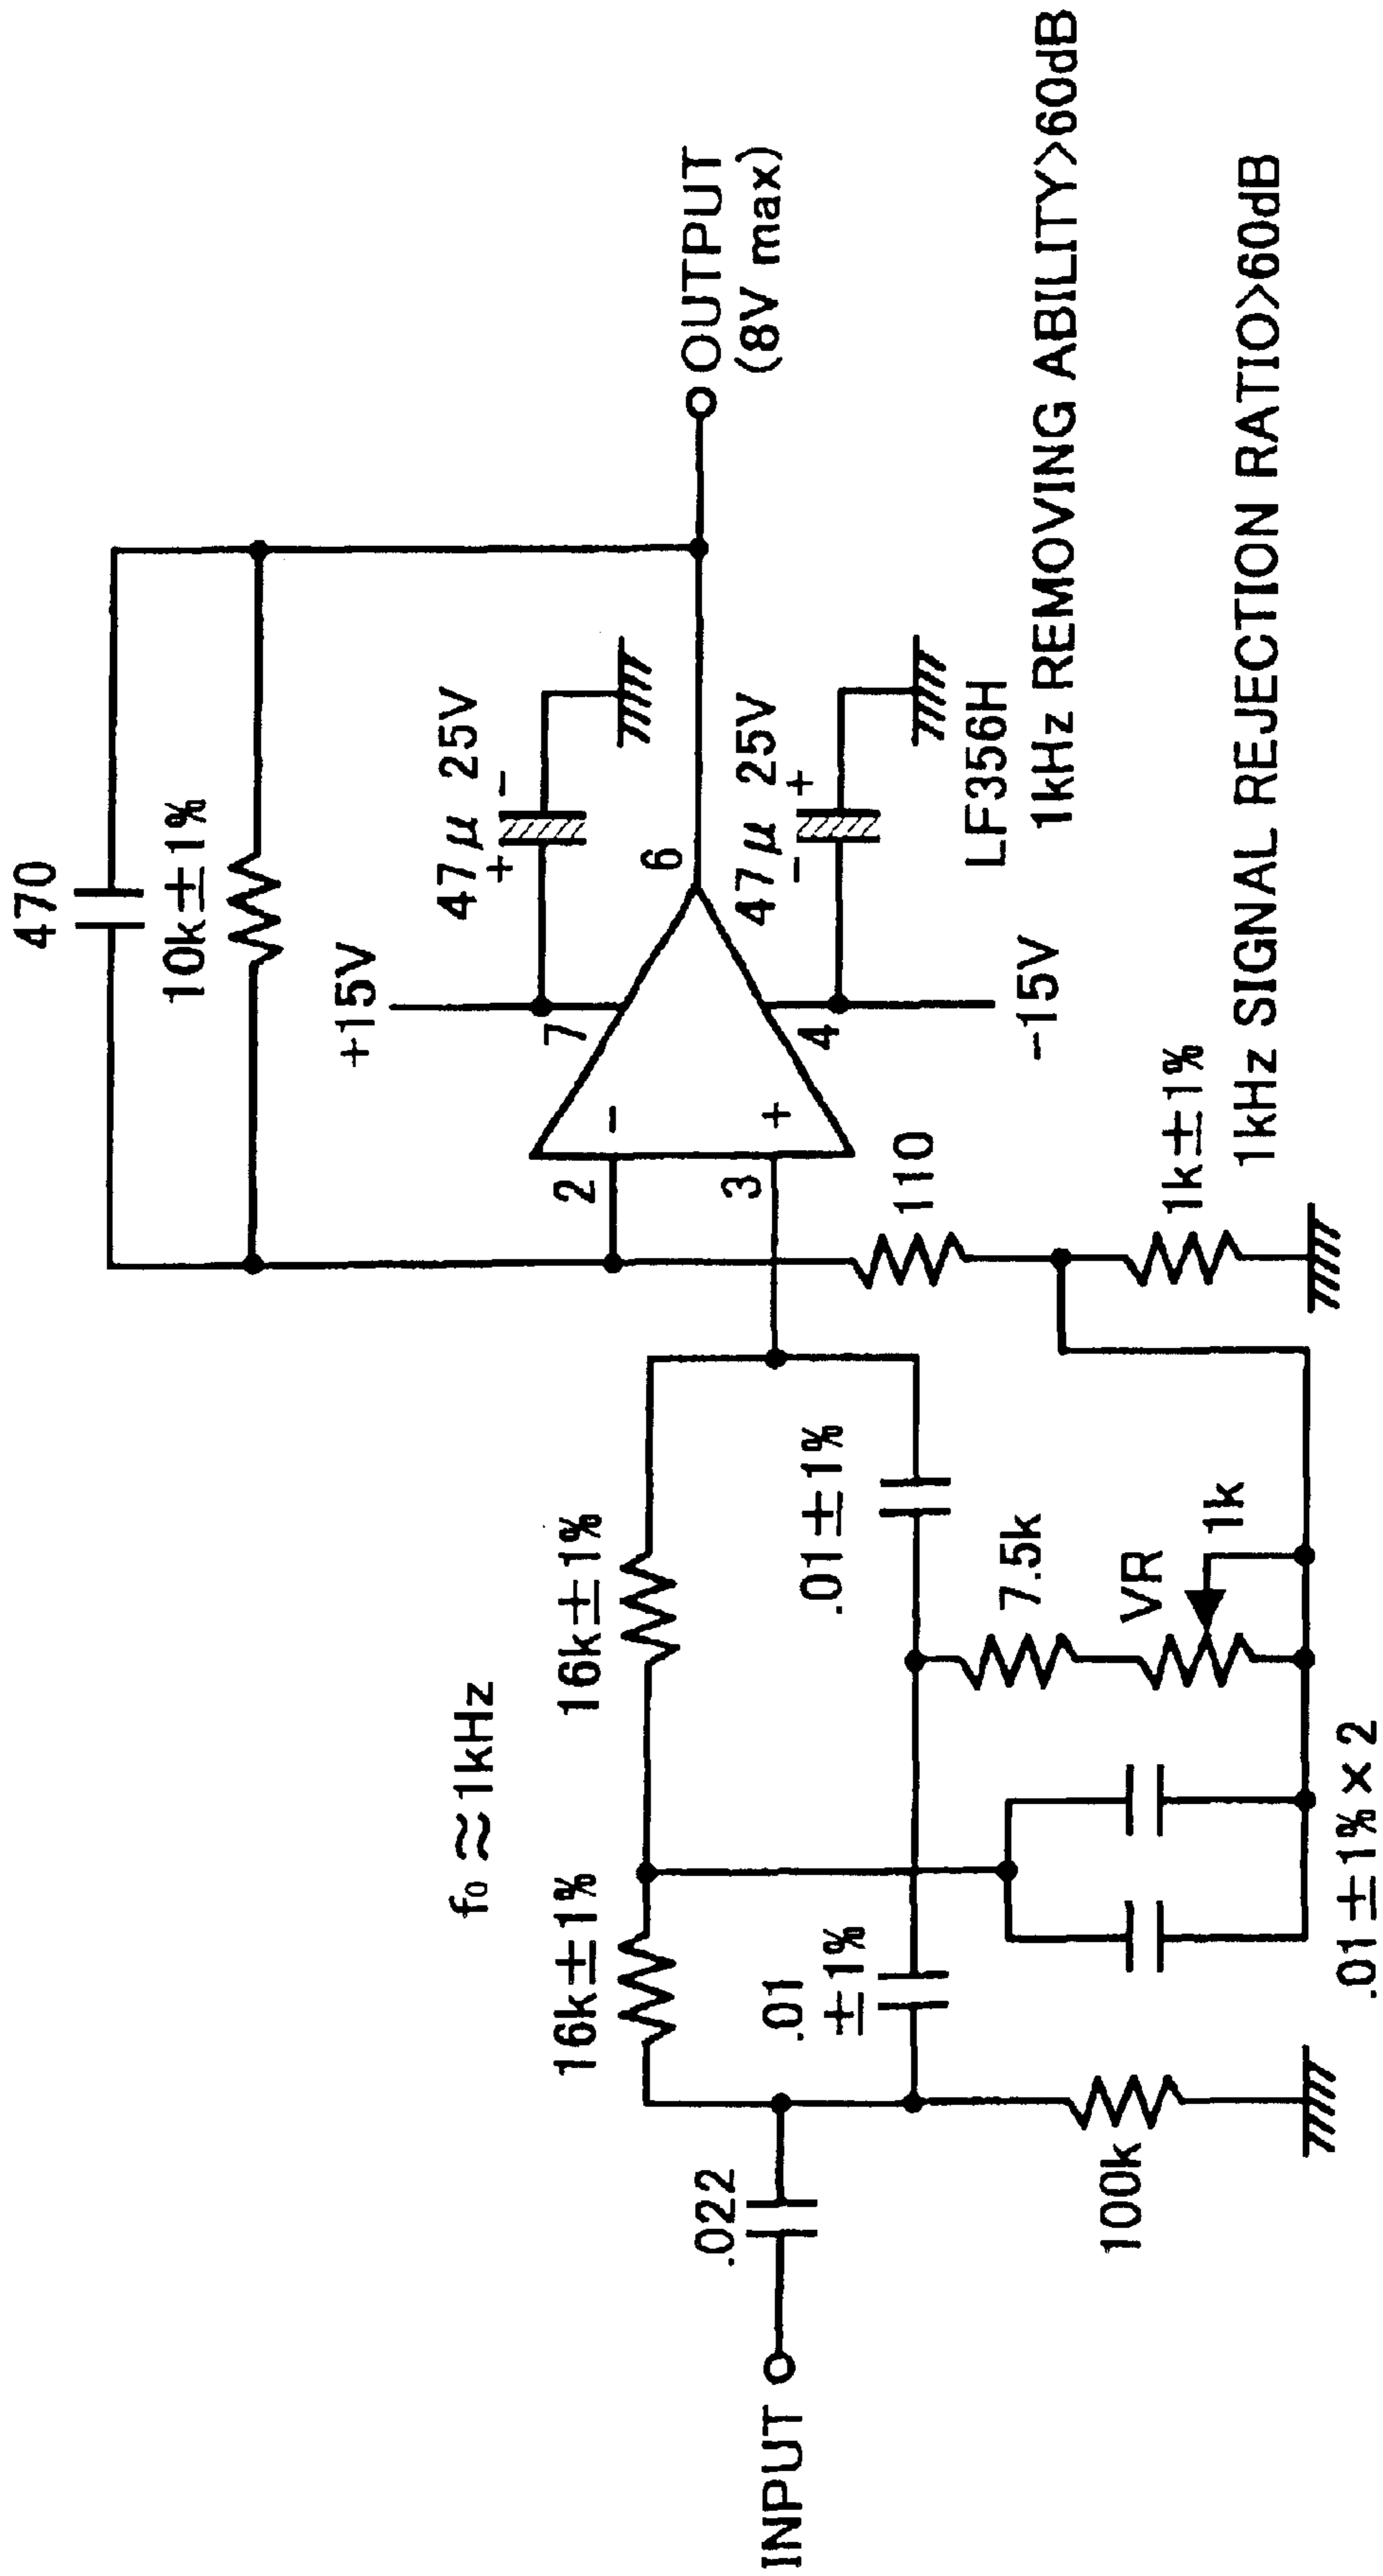 470
10k±1%
+15V
47μ 25V
+ −
7
6
2
−
3
+
4
47μ 25V
− +
−15V
LF356H
OUTPUT
(8V max)
1kHz REMOVING ABILITY>60dB
1kHz SIGNAL REJECTION RATIO>60dB
110
1k±1%
f₀≈1kHz
16k±1%
16k±1%
.01±1%
.01
±1%
7.5k
VR
1k
.01±1%×2
.022
100k
INPUT